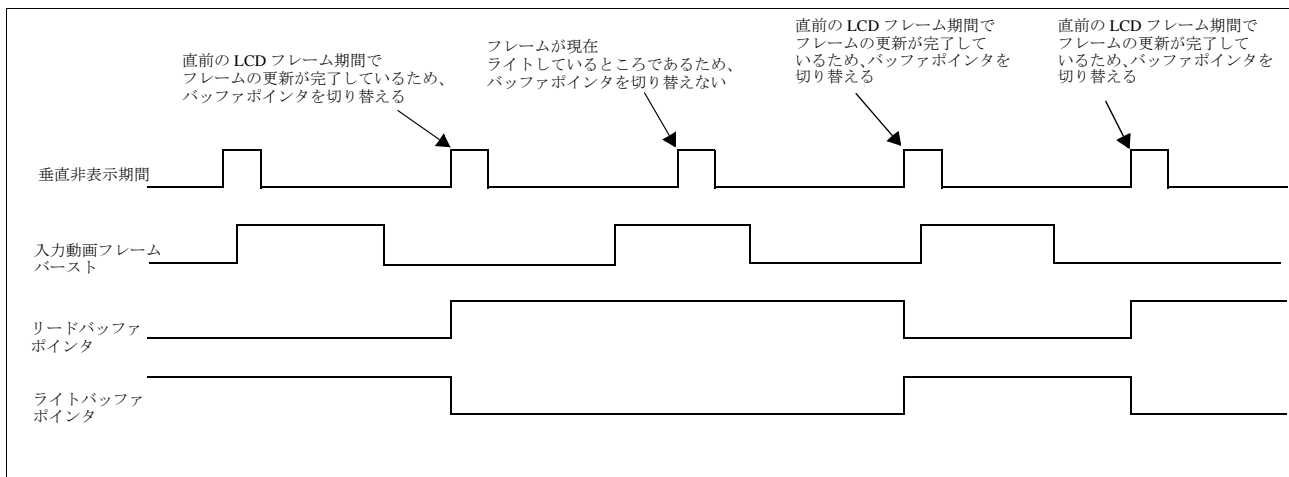 直前の LCD フレーム期間で
フレームの更新が完了しているため、
バッファポインタを切り替える
フレームが現在
ライトしているところであるため、
バッファポインタを切り替えない
直前の LCD フレーム期間で
フレームの更新が完了して
いるため、バッファポインタを
切り替える
直前の LCD フレーム期間で
フレームの更新が完了して
いるため、バッファポインタを
切り替える
垂直非表示期間
入力動画フレーム
バースト
リードバッファ
ポインタ
ライトバッファ
ポインタ